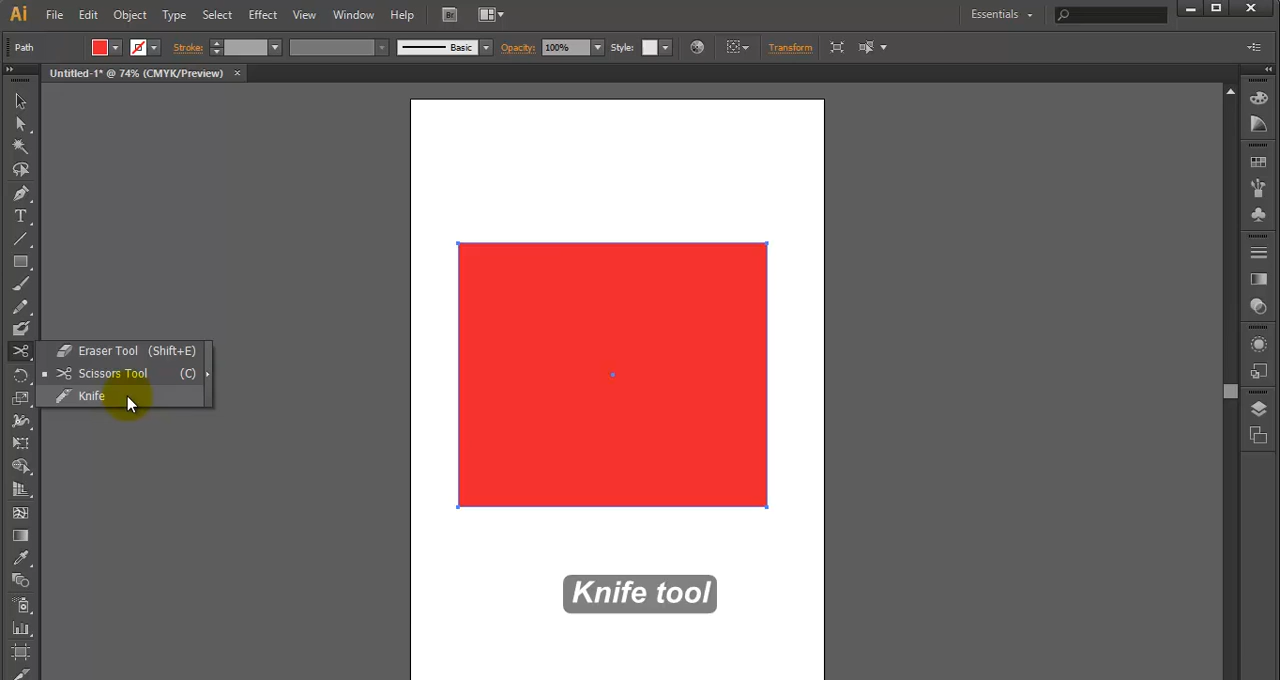 Ai File Edit Object Type Select Effect View Window Help Br Essentials
Path Stroke: Basic Opacity: 100% Style: Transform
Untitled-1* @ 74% (CMYK/Preview) ×
Eraser Tool (Shift+E)
Scissors Tool (C)
Knife
Knife tool